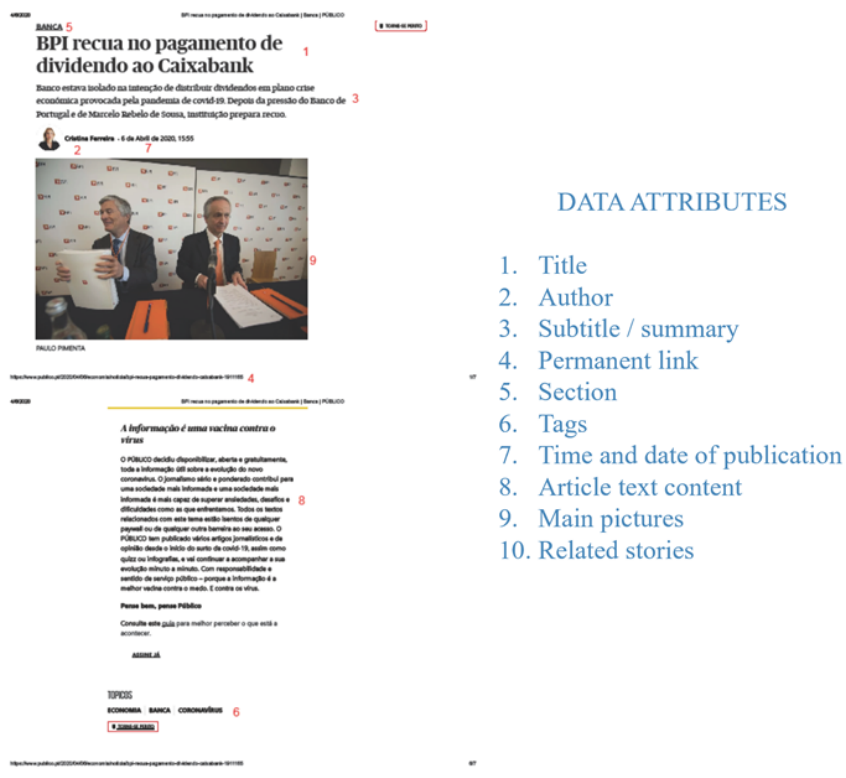 4/6/2020 BPI recua no pagamento de dividendo ao Caixabank | Banca | PÚBLICO
BANCA 5
TORNE-SE PERITO
BPI recua no pagamento de
dividendo ao Caixabank
1
Banco estava isolado na intenção de distribuir dividendos em plano crise
económica provocada pela pandemia de covid-19. Depois da pressão do Banco de
Portugal e de Marcelo Rebelo de Sousa, instituição prepara recuo.
3
Cristina Ferreira - 6 de Abril de 2020, 15:55
2 7
9
PAULO PIMENTA
4
1/7
4/6/2020 BPI recua no pagamento de dividendo ao Caixabank | Banca | PÚBLICO
A informação é uma vacina contra o
vírus
O PÚBLICO decidiu disponibilizar, aberta e gratuitamente,
toda a informação útil sobre a evolução do novo
coronavírus. O jornalismo sério e ponderado contribui para
uma sociedade mais informada e uma sociedade mais
informada é mais capaz de superar ansiedades, desafios e
dificuldades como as que enfrentamos. Todos os textos
relacionados com este tema estão isentos de qualquer
paywall ou de qualquer outra barreira ao seu acesso. O
PÚBLICO tem publicado vários artigos jornalísticos e de
opinião desde o início do surto da covid-19, assim como
quizz ou infografias, e vai continuar a acompanhar a sua
evolução minuto a minuto. Com responsabilidade e
sentido de serviço público – porque a informação é a
melhor vacina contra o medo. E contra os vírus.
8
Pense bem, pense Público
Consulte este guia para melhor perceber o que está a
acontecer.
ASSINE JÁ
TÓPICOS
ECONOMIA BANCA CORONAVÍRUS 6
TORNE-SE PERITO
6/7
DATA ATTRIBUTES
1. Title
2. Author
3. Subtitle / summary
4. Permanent link
5. Section
6. Tags
7. Time and date of publication
8. Article text content
9. Main pictures
10. Related stories